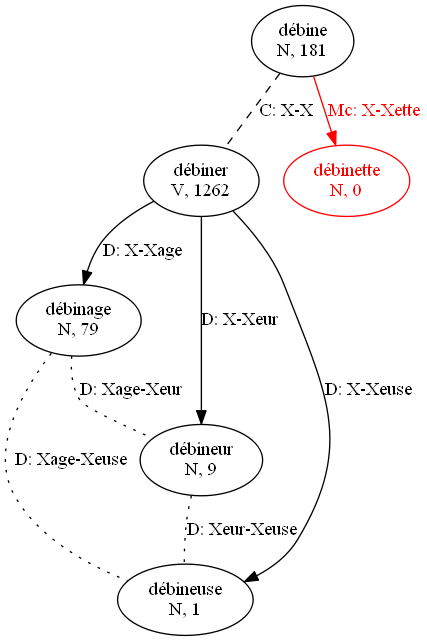 débine
N, 181
C: X-X
Mc: X-Xette
débiner
V, 1262
débinette
N, 0
D: X-Xage
débinage
N, 79
D: X-Xeur
D: Xage-Xeur
D: X-Xeuse
débineur
N, 9
D: Xage-Xeuse
D: Xeur-Xeuse
débineuse
N, 1